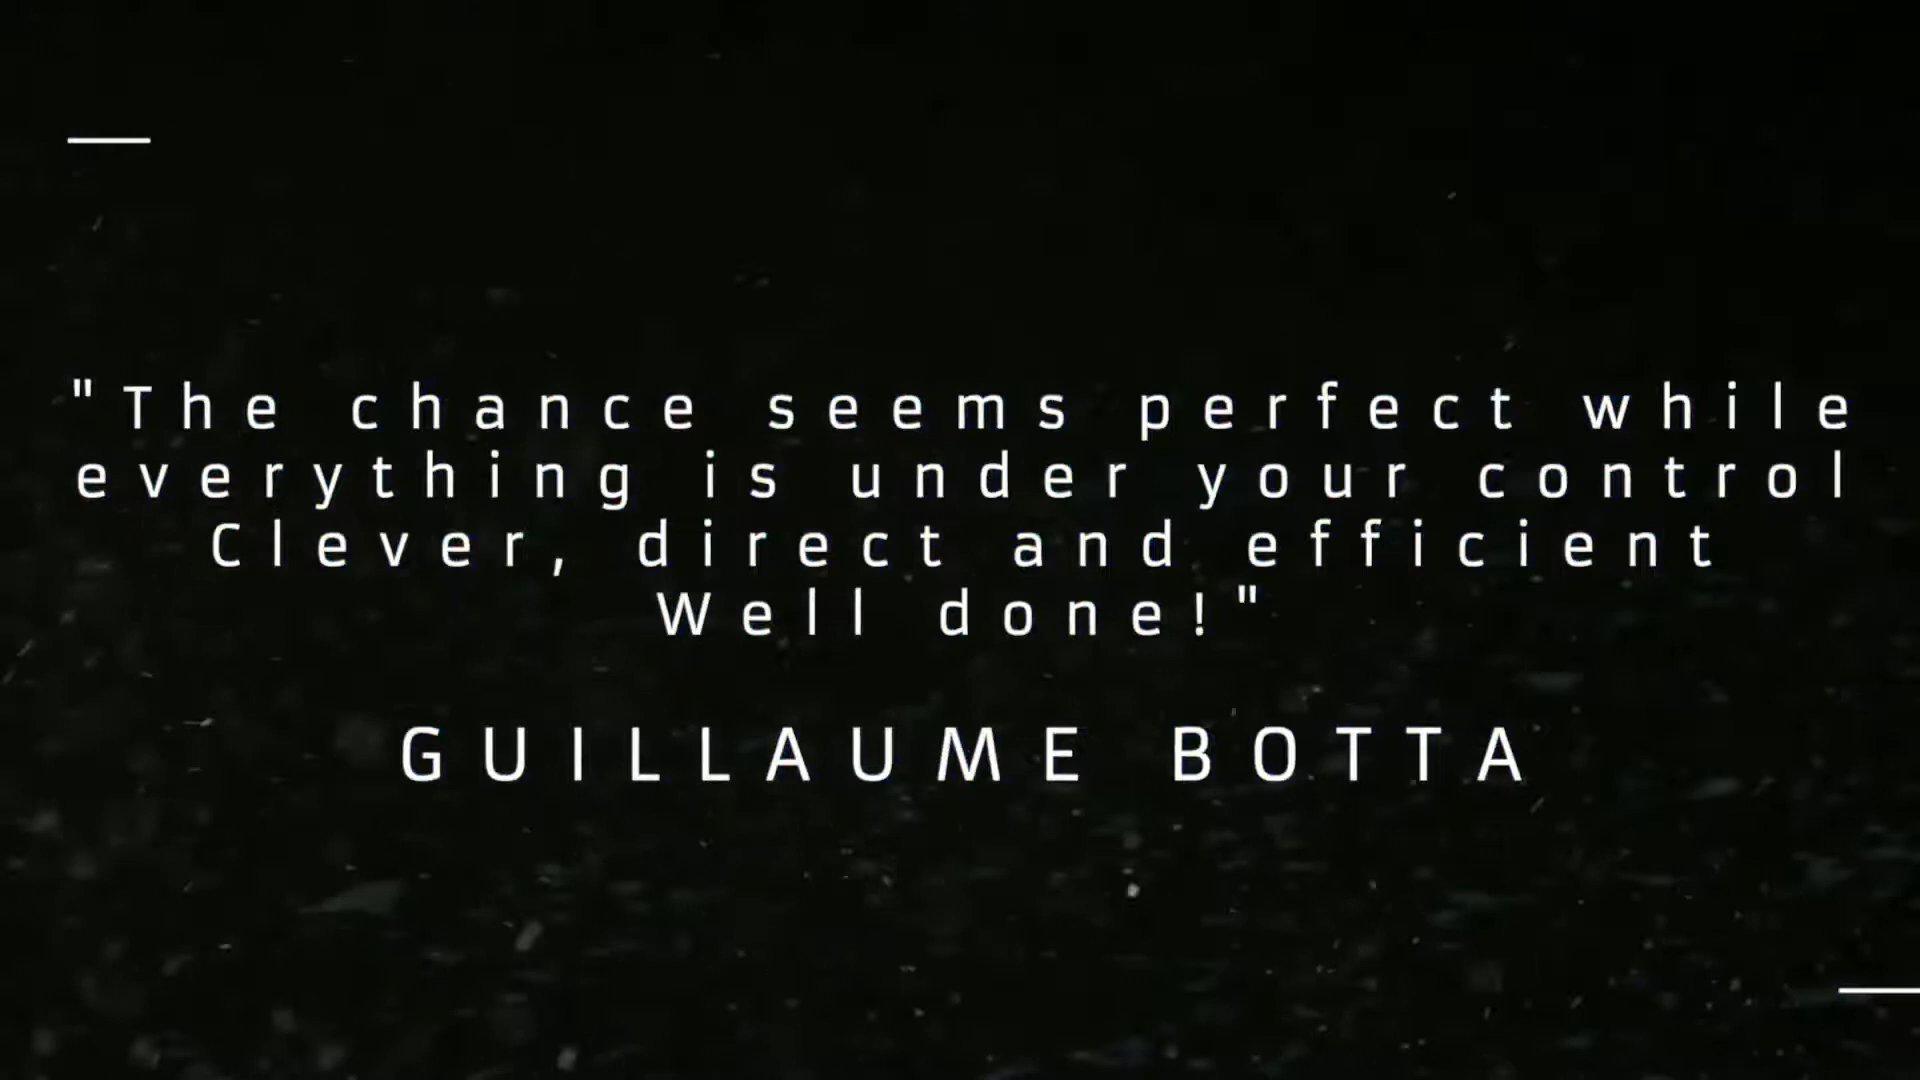 "The chance seems perfect while
everything is under your control
Clever, direct and efficient
Well done!"
GUILLAUME BOTTA